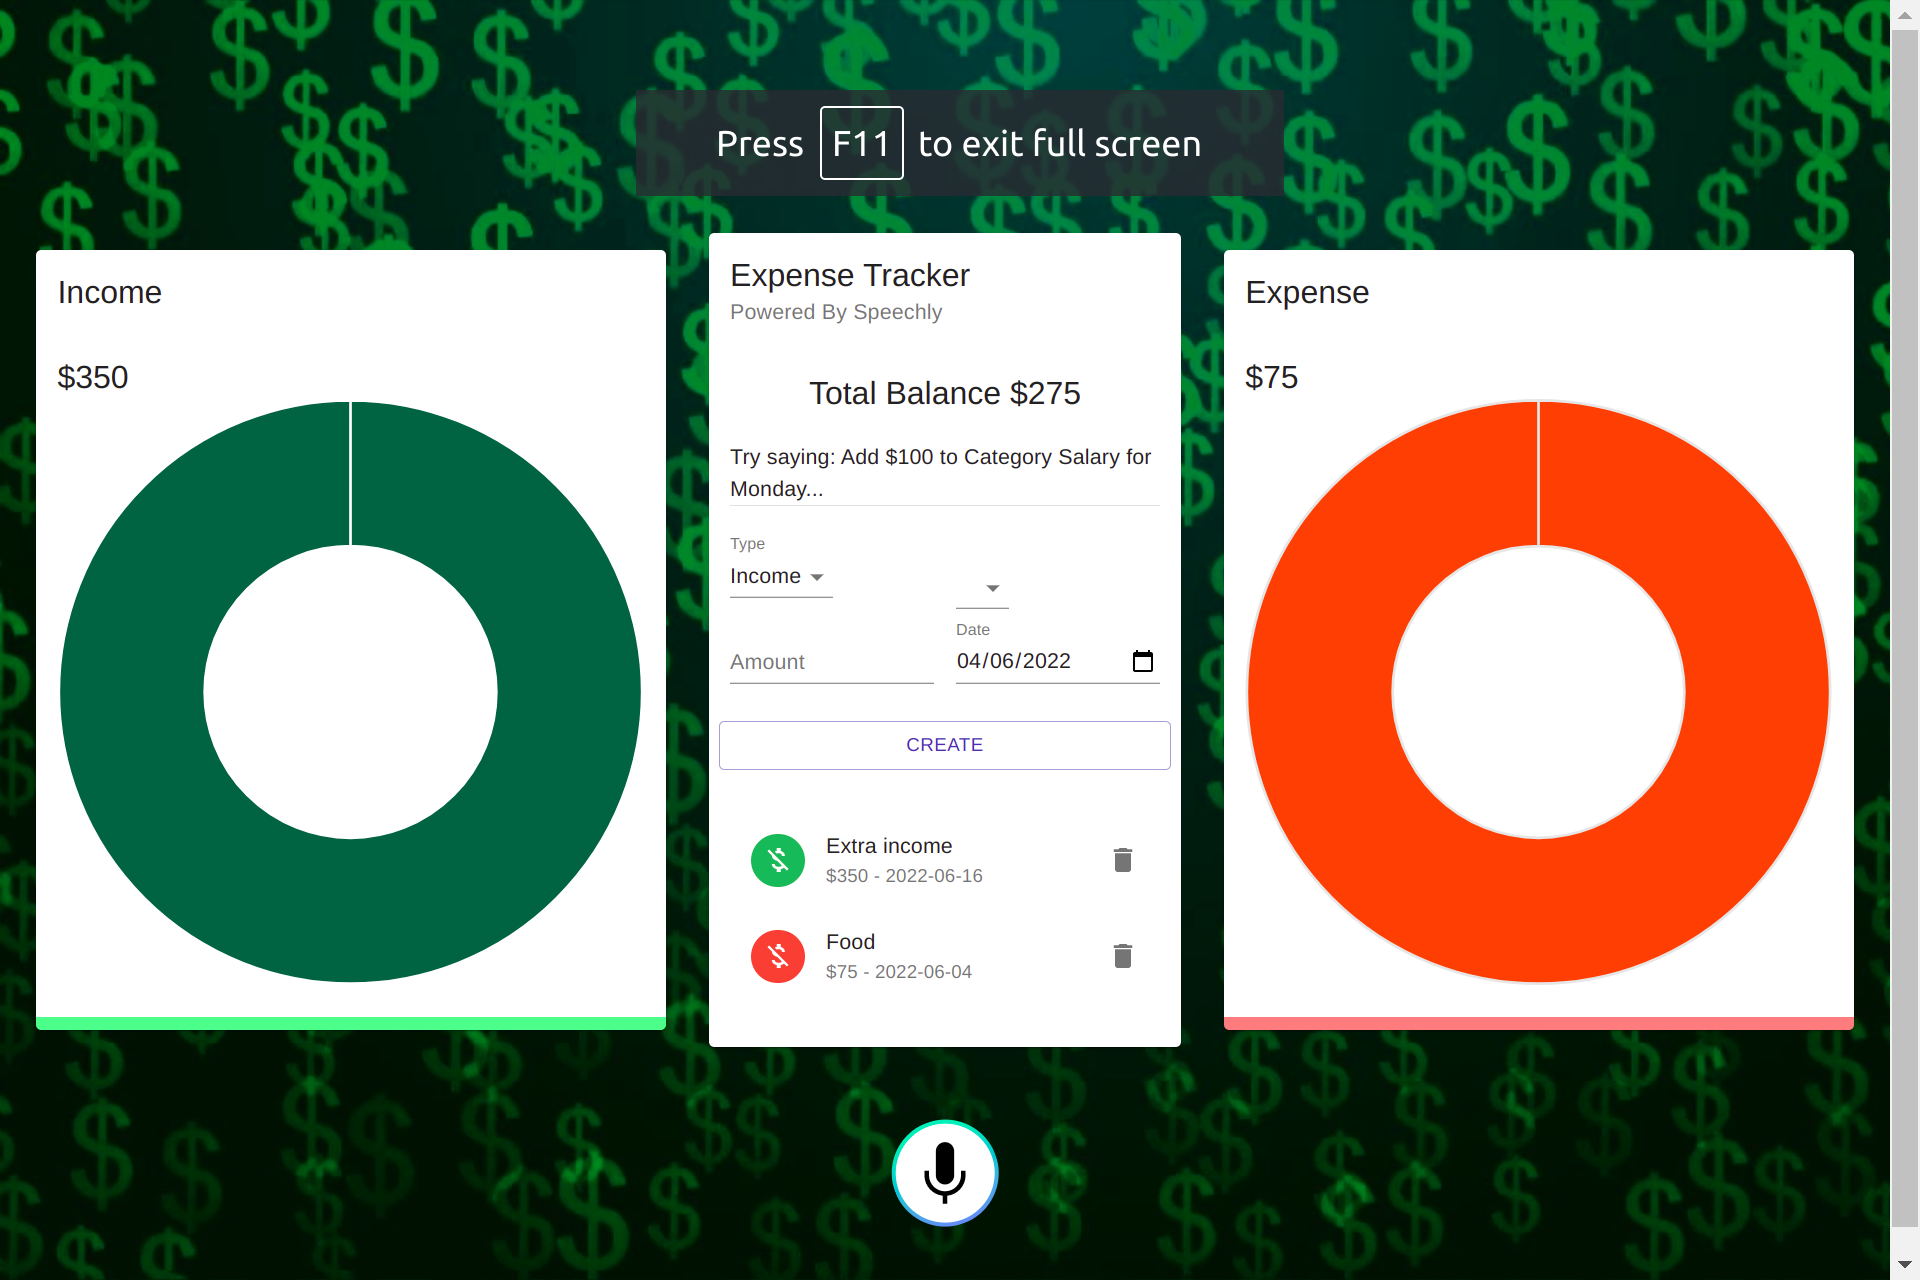 Press F11 to exit full screen
Income
$350
Expense Tracker
Powered By Speechly
Total Balance $275
Try saying: Add $100 to Category Salary for
Monday...
Type
Income
Date
Amount
04/06/2022
CREATE
Extra income
$350 - 2022-06-16
Food
$75 - 2022-06-04
Expense
$75